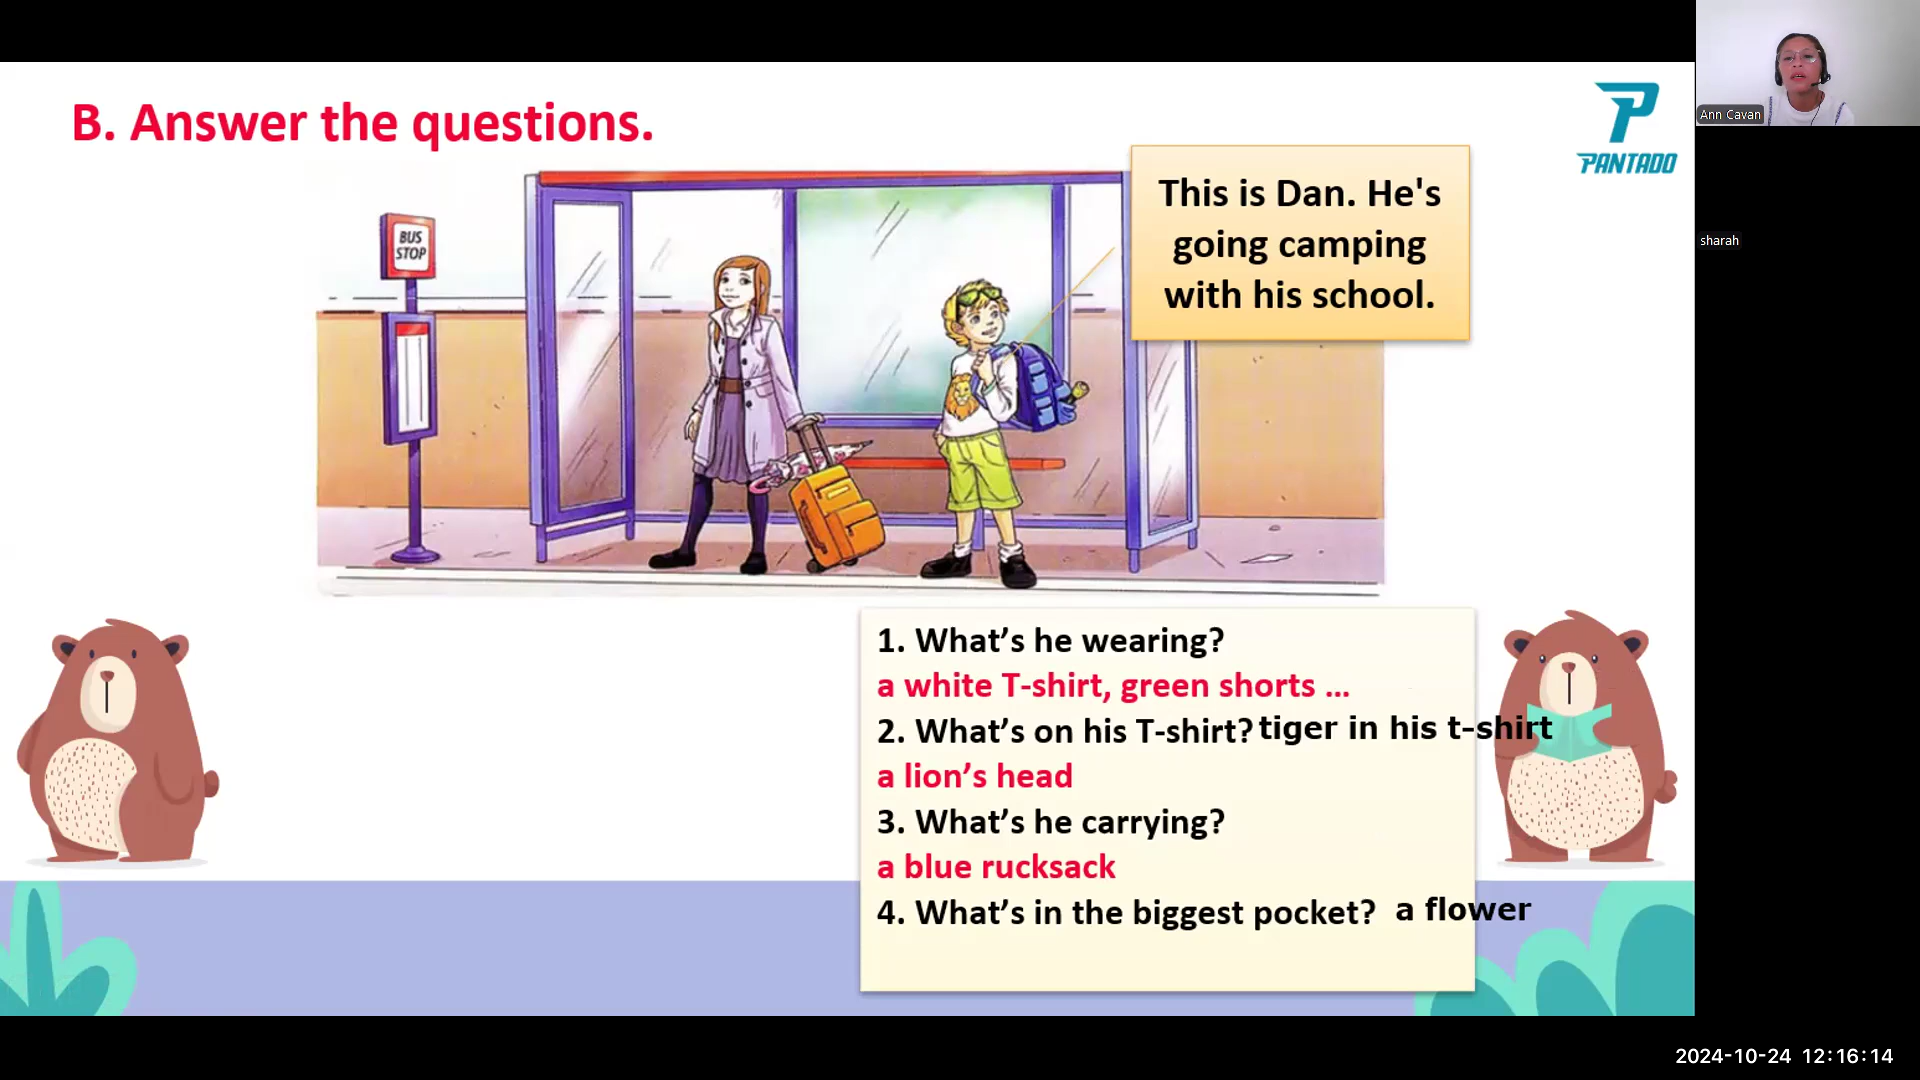 B. Answer the questions.
PANTADO
Ann Cavan
This is Dan. He's
going camping
with his school.
BUS
STOP
sharah
1. What's he wearing?
a white T-shirt, green shorts ...
2. What's on his T-shirt? tiger in his t-shirt
a lion's head
3. What's he carrying?
a blue rucksack
4. What's in the biggest pocket? a flower
2024-10-24 12:16:14